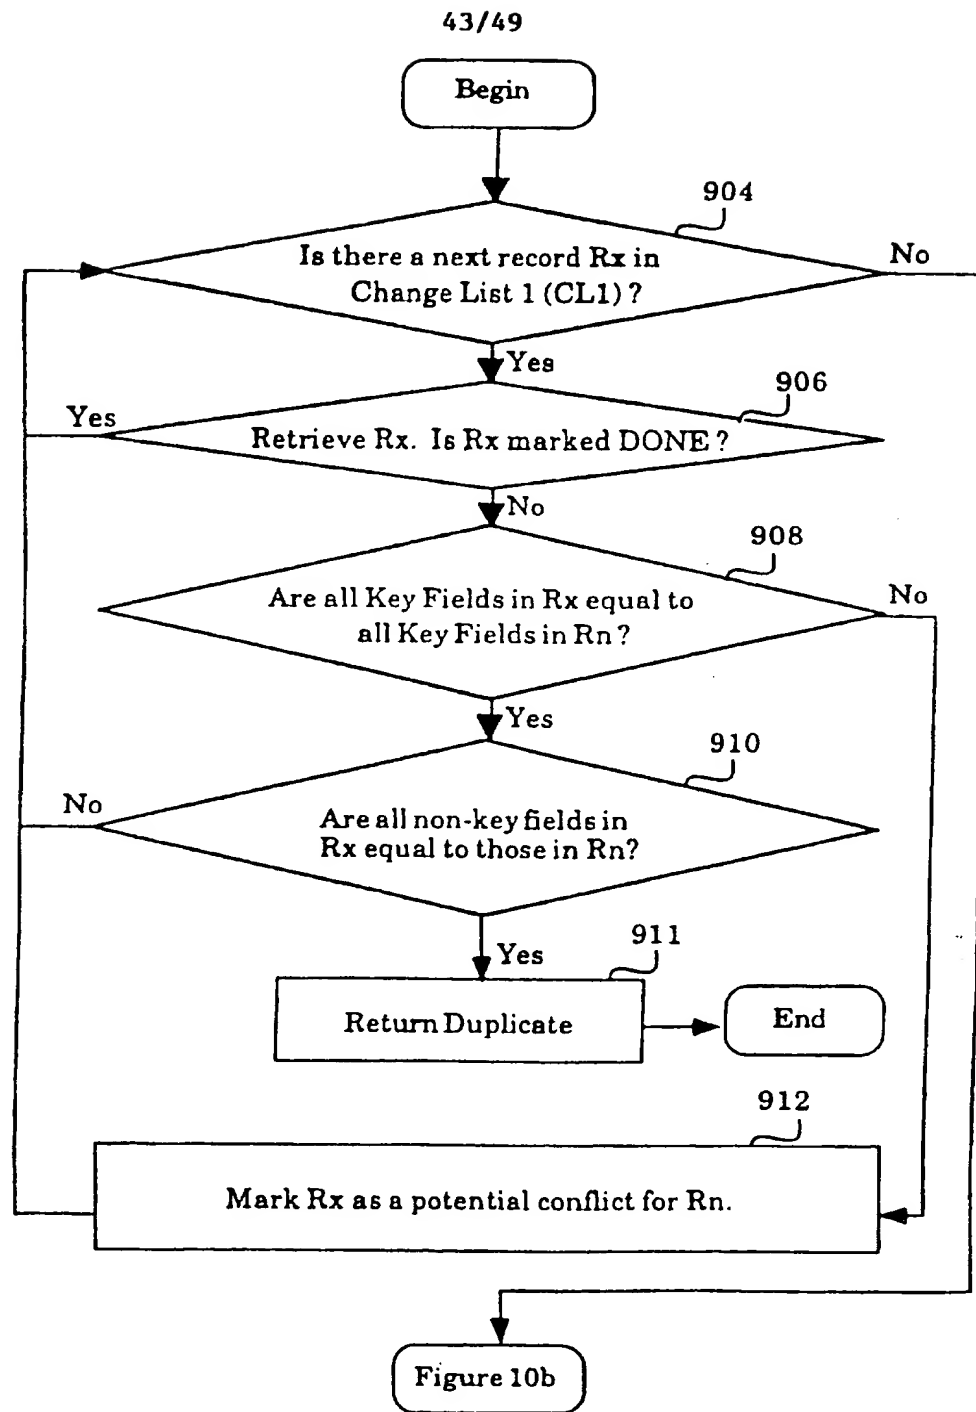 43/49
Begin
904
Is there a next record Rx in
Change List 1 (CL1) ?
No
Yes
906
Yes
Retrieve Rx. Is Rx marked DONE ?
No
908
Are all Key Fields in Rx equal to
all Key Fields in Rn ?
No
Yes
910
No
Are all non-key fields in
Rx equal to those in Rn?
Yes
911
Return Duplicate
End
912
Mark Rx as a potential conflict for Rn.
Figure 10b